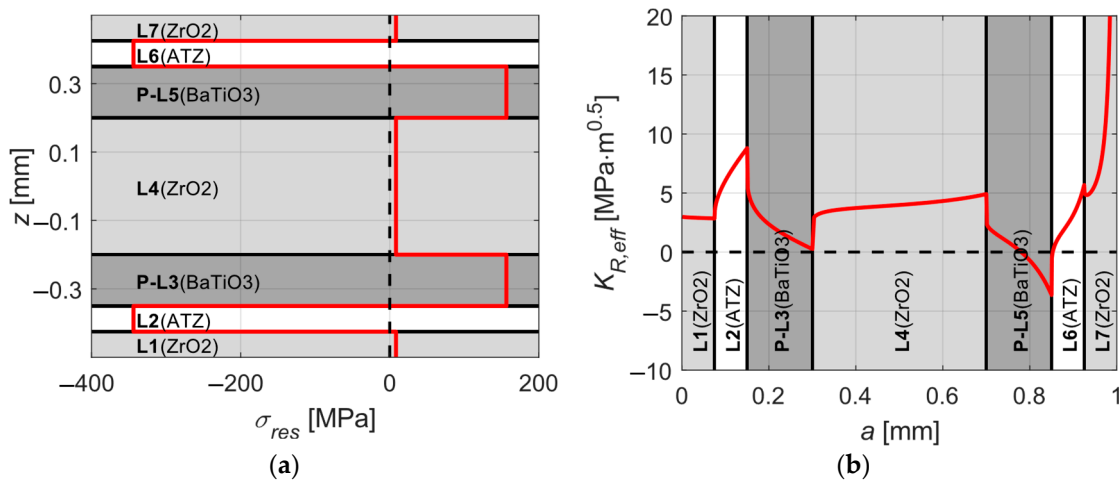 L7(ZrO2)
L6(ATZ)
P-L5(BaTiO3)
L4(ZrO2)
P-L3(BaTiO3)
L2(ATZ)
L1(ZrO2)
0.3
0.1
−0.1
−0.3
z [mm]
−400
−200
0
200
σres [MPa]
(a)
20
15
10
5
0
−5
−10
KR,eff [MPa·m0.5]
L1(ZrO2)
L2(ATZ)
P-L3(BaTiO3)
L4(ZrO2)
P-L5(BaTiO3)
L6(ATZ)
L7(ZrO2)
0
0.2
0.4
0.6
0.8
1
a [mm]
(b)